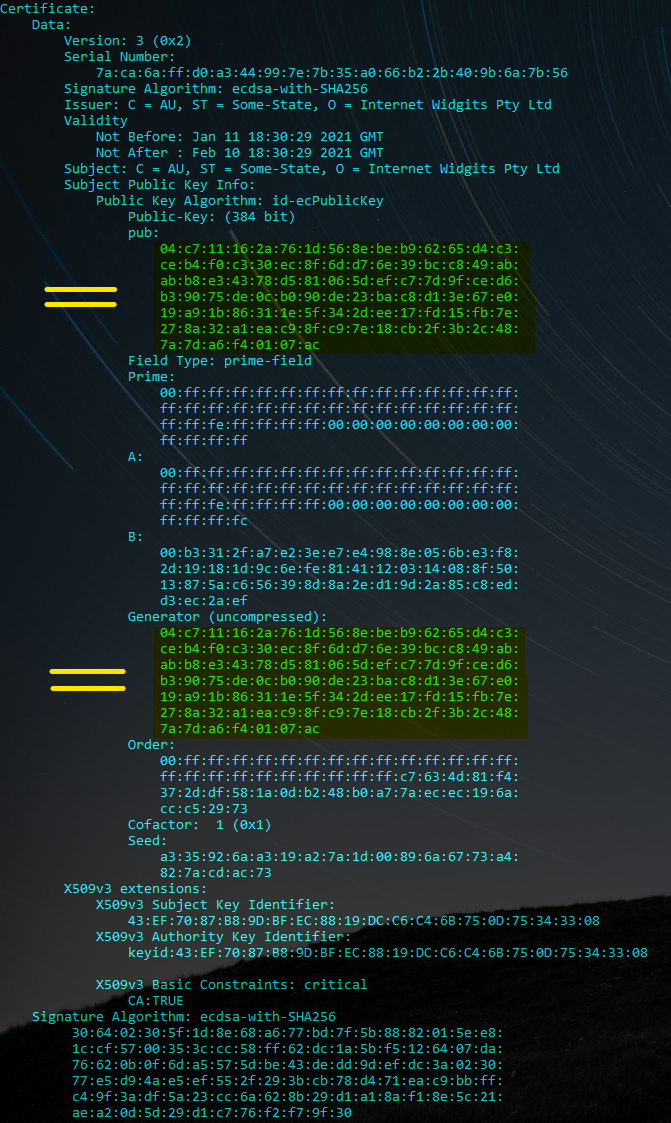 Certificate:
Data:
Version: 3 (0x2)
Serial Number:
7a:ca:6a:ff:d0:a3:44:99:7e:7b:35:a0:66:b2:2b:40:9b:6a:7b:56
Signature Algorithm: ecdsa-with-SHA256
Issuer: C = AU, ST = Some-State, O = Internet Widgits Pty Ltd
Validity
Not Before: Jan 11 18:30:29 2021 GMT
Not After : Feb 10 18:30:29 2021 GMT
Subject: C = AU, ST = Some-State, O = Internet Widgits Pty Ltd
Subject Public Key Info:
Public Key Algorithm: id-ecPublicKey
Public-Key: (384 bit)
pub:
04:c7:11:16:2a:76:1d:56:8e:be:b9:62:65:d4:c3:
ce:b4:f0:c3:30:ec:8f:6d:d7:6e:39:bc:c8:49:ab:
ab:b8:e3:43:78:d5:81:06:5d:ef:c7:7d:9f:ce:d6:
b3:90:75:de:0c:b0:90:de:23:ba:c8:d1:3e:67:e0:
19:a9:1b:86:31:1e:5f:34:2d:ee:17:fd:15:fb:7e:
27:8a:32:a1:ea:c9:8f:c9:7e:18:cb:2f:3b:2c:48:
7a:7d:a6:f4:01:07:ac
Field Type: prime-field
Prime:
00:ff:ff:ff:ff:ff:ff:ff:ff:ff:ff:ff:ff:ff:ff:
ff:ff:ff:ff:ff:ff:ff:ff:ff:ff:ff:ff:ff:ff:ff:
ff:ff:fe:ff:ff:ff:ff:00:00:00:00:00:00:00:00:
ff:ff:ff:ff
A:
00:ff:ff:ff:ff:ff:ff:ff:ff:ff:ff:ff:ff:ff:ff:
ff:ff:ff:ff:ff:ff:ff:ff:ff:ff:ff:ff:ff:ff:ff:
ff:ff:fe:ff:ff:ff:ff:00:00:00:00:00:00:00:00:
ff:ff:ff:fc
B:
00:b3:31:2f:a7:e2:3e:e7:e4:98:8e:05:6b:e3:f8:
2d:19:18:1d:9c:6e:fe:81:41:12:03:14:08:8f:50:
13:87:5a:c6:56:39:8d:8a:2e:d1:9d:2a:85:c8:ed:
d3:ec:2a:ef
Generator (uncompressed):
04:c7:11:16:2a:76:1d:56:8e:be:b9:62:65:d4:c3:
ce:b4:f0:c3:30:ec:8f:6d:d7:6e:39:bc:c8:49:ab:
ab:b8:e3:43:78:d5:81:06:5d:ef:c7:7d:9f:ce:d6:
b3:90:75:de:0c:b0:90:de:23:ba:c8:d1:3e:67:e0:
19:a9:1b:86:31:1e:5f:34:2d:ee:17:fd:15:fb:7e:
27:8a:32:a1:ea:c9:8f:c9:7e:18:cb:2f:3b:2c:48:
7a:7d:a6:f4:01:07:ac
Order:
00:ff:ff:ff:ff:ff:ff:ff:ff:ff:ff:ff:ff:ff:ff:
ff:ff:ff:ff:ff:ff:ff:ff:ff:ff:c7:63:4d:81:f4:
37:2d:df:58:1a:0d:b2:48:b0:a7:7a:ec:ec:19:6a:
cc:c5:29:73
Cofactor:  1 (0x1)
Seed:
a3:35:92:6a:a3:19:a2:7a:1d:00:89:6a:67:73:a4:
82:7a:cd:ac:73
X509v3 extensions:
X509v3 Subject Key Identifier:
43:EF:70:87:B8:9D:BF:EC:88:19:DC:C6:C4:6B:75:0D:75:34:33:08
X509v3 Authority Key Identifier:
keyid:43:EF:70:87:B8:9D:BF:EC:88:19:DC:C6:C4:6B:75:0D:75:34:33:08
X509v3 Basic Constraints: critical
CA:TRUE
Signature Algorithm: ecdsa-with-SHA256
30:64:02:30:5f:1d:8e:68:a6:77:bd:7f:5b:88:82:01:5e:e8:
1c:cf:57:00:35:3c:cc:58:ff:62:dc:1a:5b:f5:12:64:07:da:
76:62:0b:0f:6d:a5:57:5d:be:43:de:dd:9d:ef:dc:3a:02:30:
77:e5:d9:4a:e5:ef:55:2f:29:3b:cb:78:d4:71:ea:c9:bb:ff:
c4:9f:3a:df:5a:23:cc:6a:62:8b:29:d1:a1:8a:f1:8e:5c:21:
ae:a2:0d:5d:29:d1:c7:76:f2:f7:9f:30